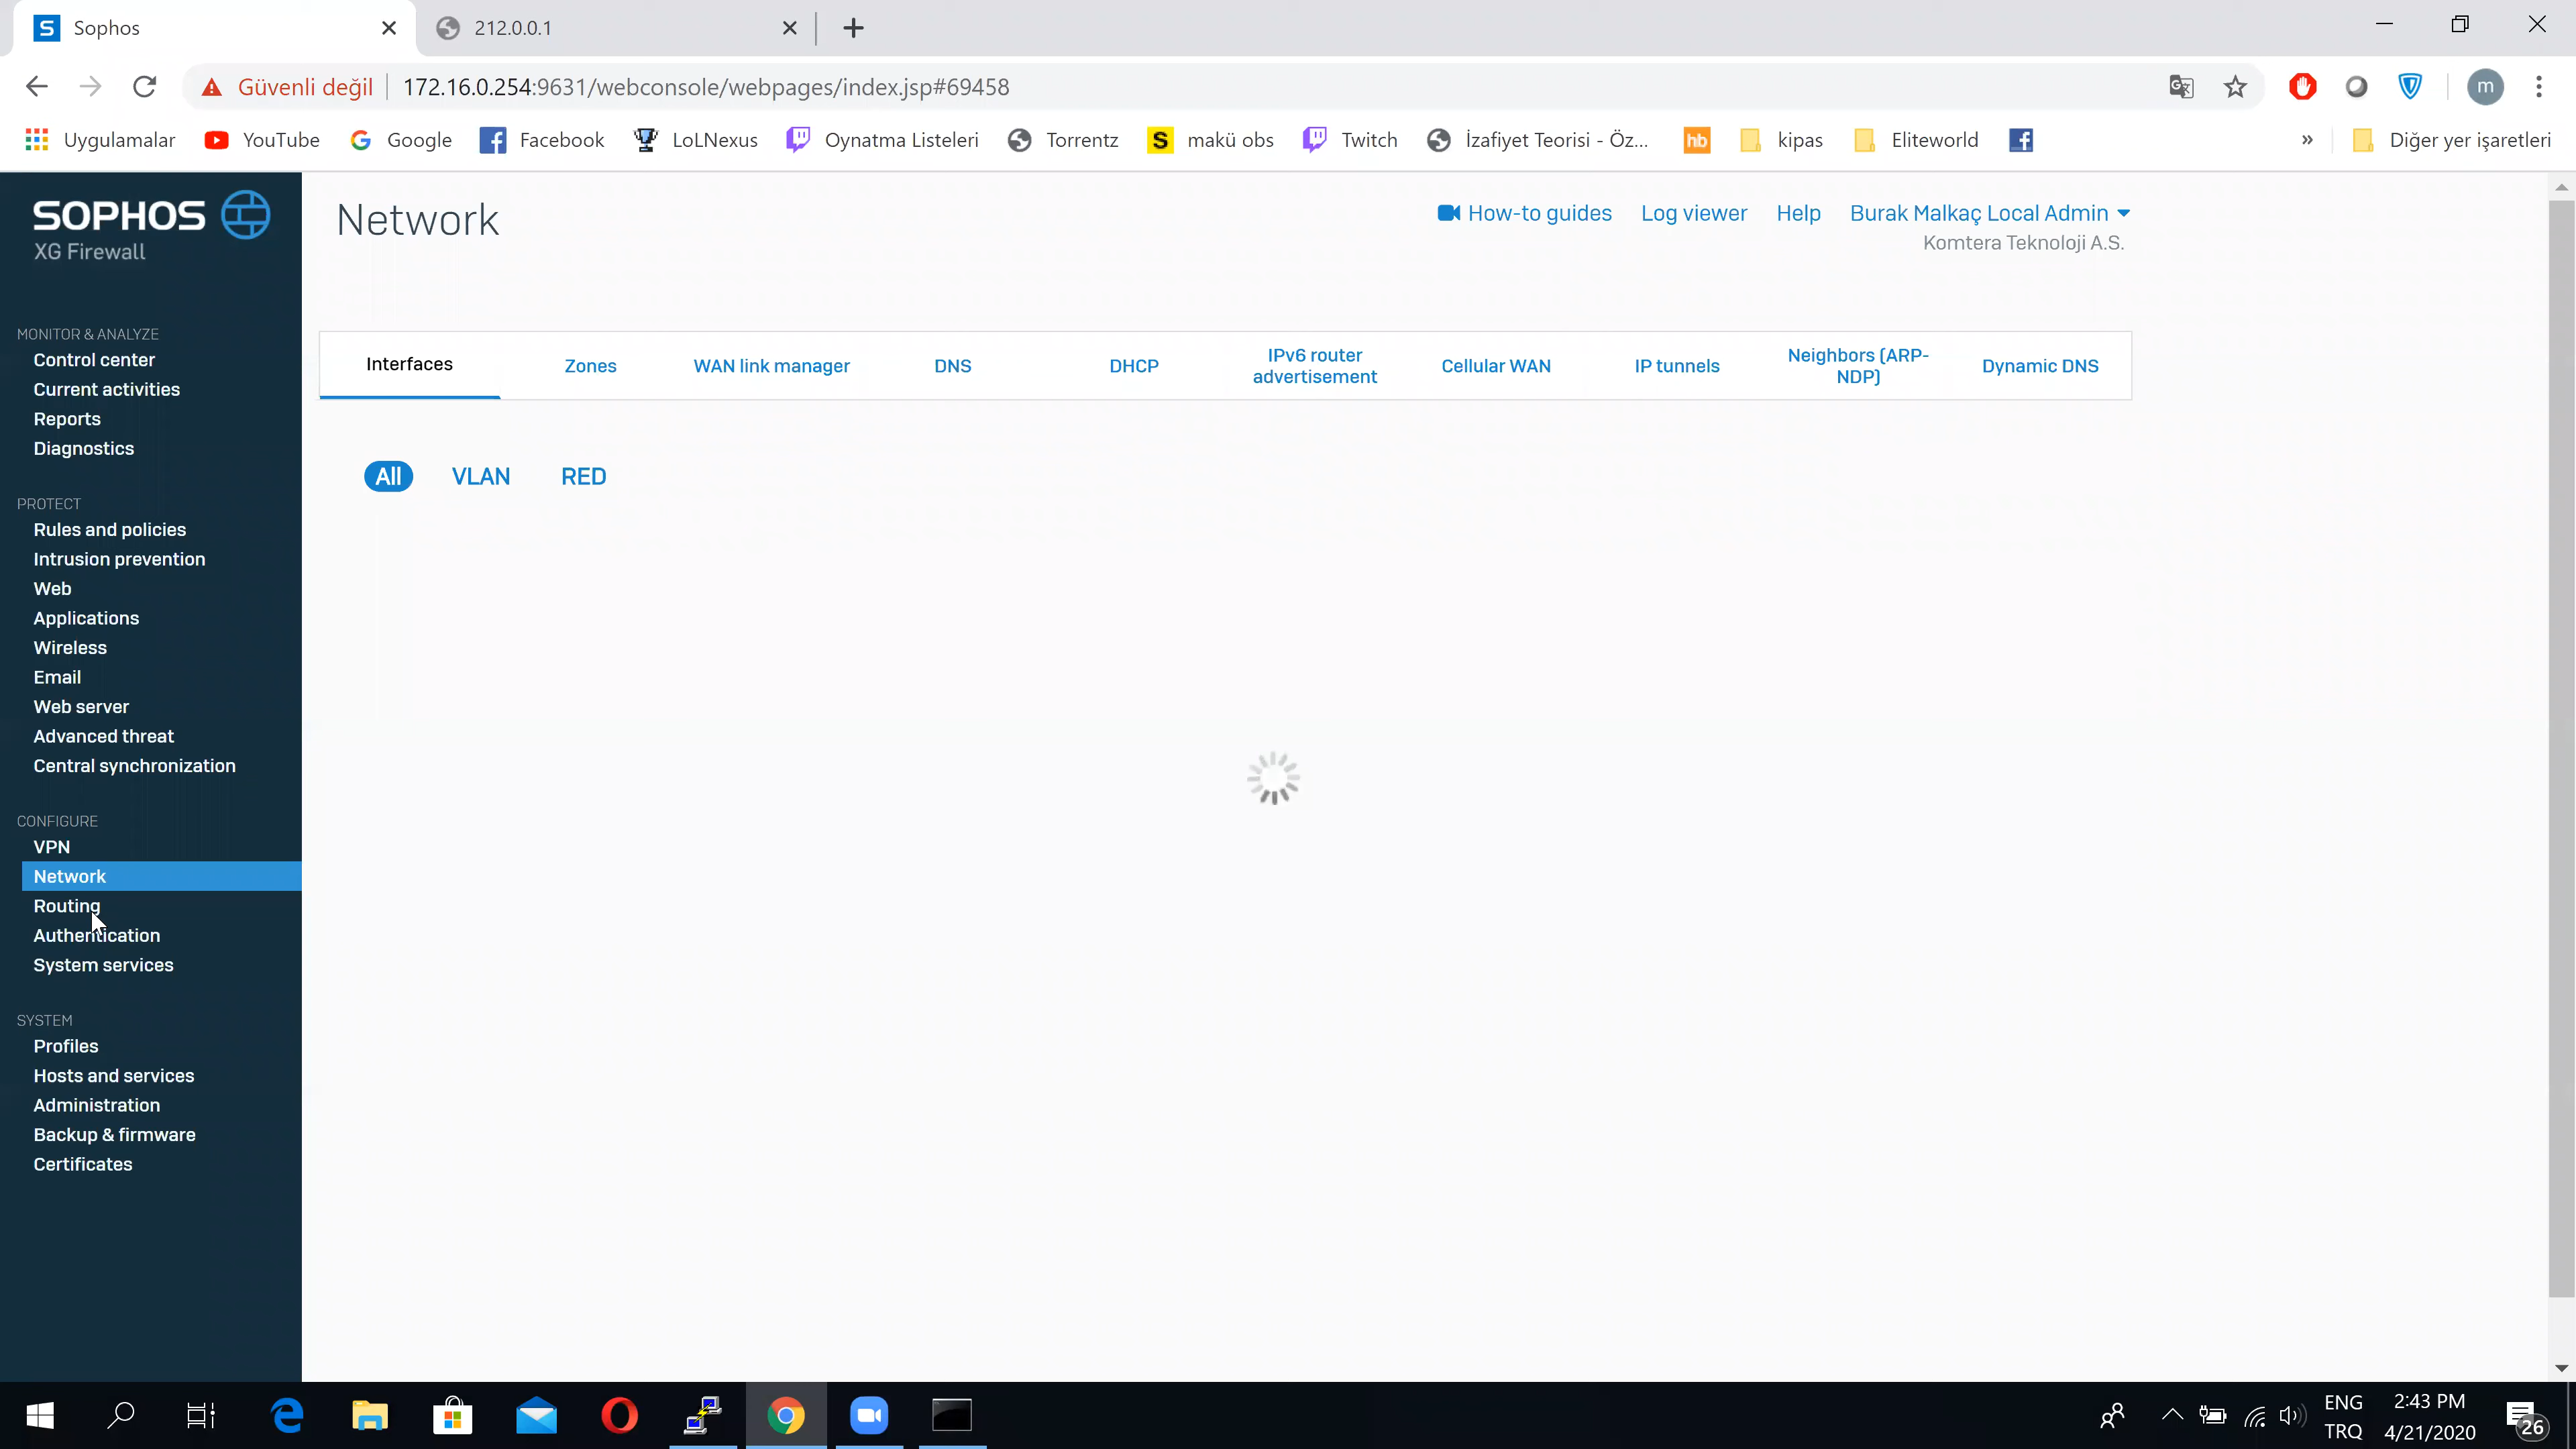 Sophos
212.0.0.1
Güvenli değil
172.16.0.254:9631/webconsole/webpages/index.jsp#69458
m
Uygulamalar
YouTube
Google
Facebook
LoLNexus
Oynatma Listeleri
Torrentz
makü obs
Twitch
İzafiyet Teorisi - Öz...
hb
kipas
Eliteworld
»
Diğer yer işaretleri
SOPHOS
XG Firewall
Network
How-to guides
Log viewer
Help
Burak Malkaç Local Admin
Komtera Teknoloji A.S.
MONITOR & ANALYZE
Control center
Current activities
Reports
Diagnostics
PROTECT
Rules and policies
Intrusion prevention
Web
Applications
Wireless
Email
Web server
Advanced threat
Central synchronization
CONFIGURE
VPN
Network
Routing
Authentication
System services
SYSTEM
Profiles
Hosts and services
Administration
Backup & firmware
Certificates
Interfaces
Zones
WAN link manager
DNS
DHCP
IPv6 router
advertisement
Cellular WAN
IP tunnels
Neighbors (ARP-
NDP)
Dynamic DNS
All
VLAN
RED
ENG
TRQ
2:43 PM
4/21/2020
26